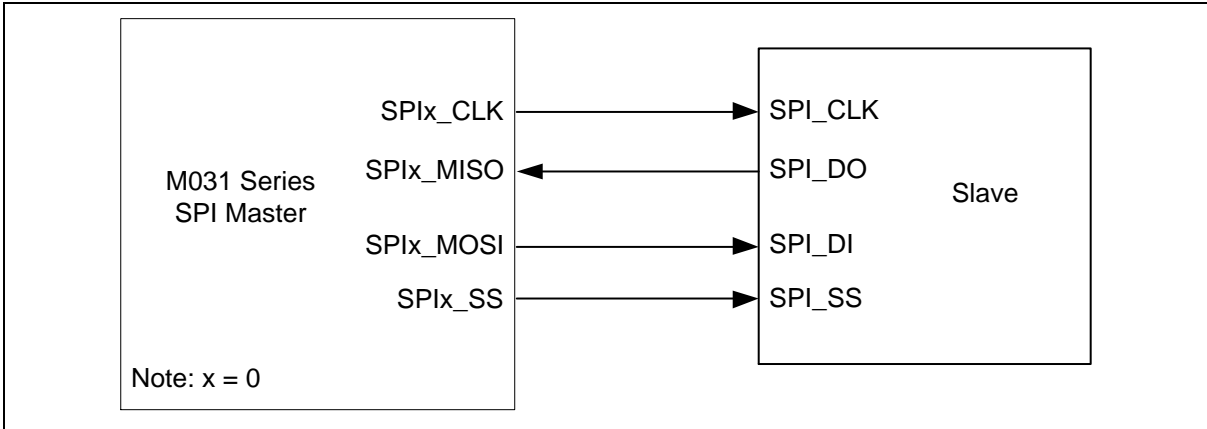 M031 Series
SPI Master
SPIx_CLK
SPIx_MISO
SPIx_MOSI
SPIx_SS
Note: x = 0
SPI_CLK
SPI_DO
SPI_DI
SPI_SS
Slave